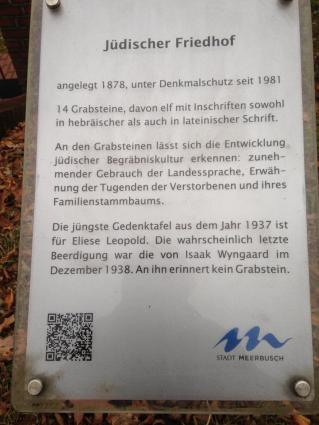 Jüdischer Friedhof
angelegt 1878, unter Denkmalschutz seit 1981
14 Grabsteine, davon elf mit Inschriften sowohl
in hebräischer als auch in lateinischer Schrift.
An den Grabsteinen lässt sich die Entwicklung
jüdischer Begräbniskultur erkennen: zuneh-
mender Gebrauch der Landessprache, Erwäh-
nung der Tugenden der Verstorbenen und ihres
Familienstammbaums.
Die jüngste Gedenktafel aus dem Jahr 1937 ist
für Eliese Leopold. Die wahrscheinlich letzte
Beerdigung war die von Isaak Wyngaard im
Dezember 1938. An ihn erinnert kein Grabstein.
STADT MEERBUSCH